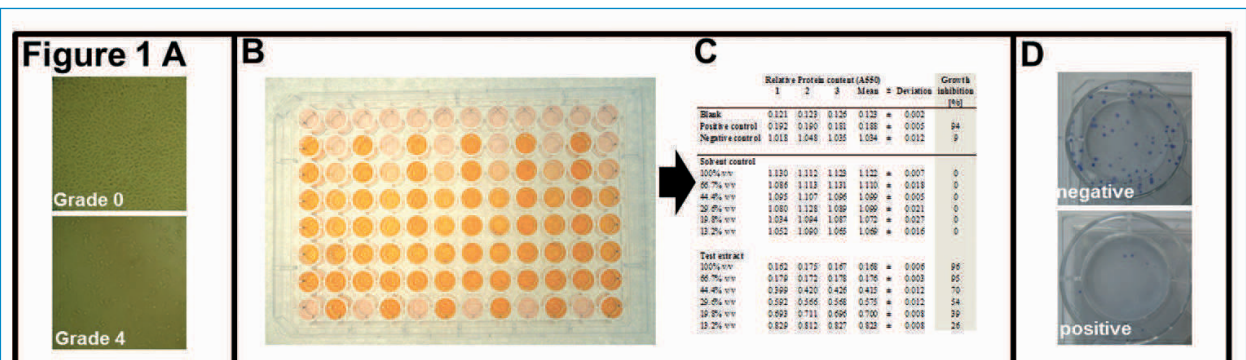 Figure 1 A
B
C
D
Grade 0
Grade 4
Relative Protein content (A550) Growth
1 2 3 Mean ± Deviation inhibition
[%]
Blank 0.121 0.123 0.126 0.123 ± 0.002
Positive control 0.192 0.190 0.181 0.188 ± 0.005 94
Negative control 1.018 1.048 1.035 1.034 ± 0.012 9
Solvent control
100% v/v 1.130 1.112 1.123 1.122 ± 0.007 0
66.7% v/v 1.086 1.113 1.131 1.110 ± 0.018 0
44.4% v/v 1.095 1.107 1.096 1.099 ± 0.005 0
29.6% v/v 1.080 1.128 1.089 1.099 ± 0.021 0
19.8% v/v 1.034 1.094 1.087 1.072 ± 0.027 0
13.2% v/v 1.052 1.090 1.065 1.069 ± 0.016 0
Test extract
100% v/v 0.162 0.175 0.167 0.168 ± 0.006 96
66.7% v/v 0.179 0.172 0.178 0.176 ± 0.003 95
44.4% v/v 0.399 0.420 0.426 0.415 ± 0.012 70
29.6% v/v 0.592 0.566 0.568 0.575 ± 0.012 54
19.8% v/v 0.693 0.711 0.696 0.700 ± 0.008 39
13.2% v/v 0.829 0.812 0.827 0.823 ± 0.008 26
negative
positive